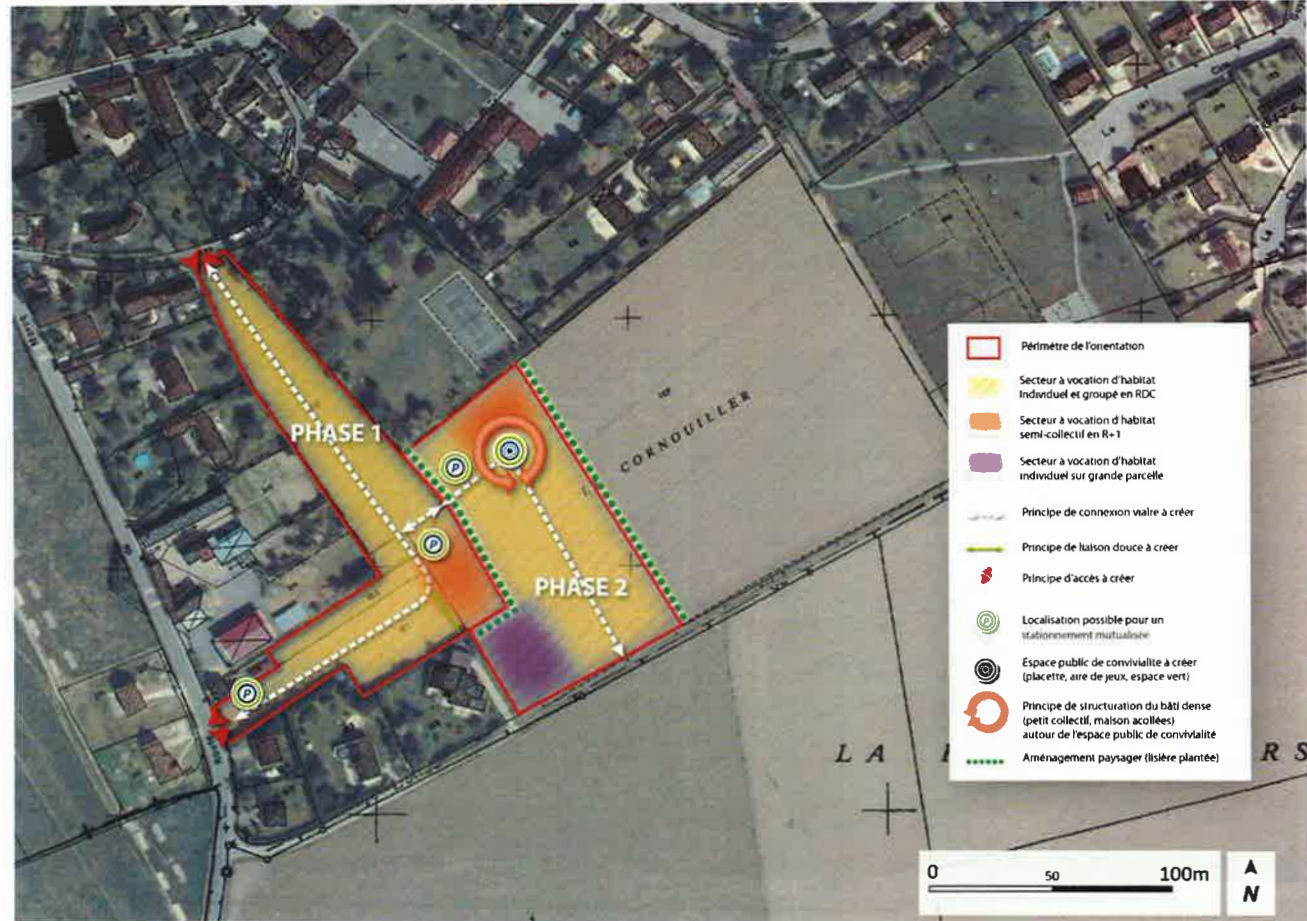 PHASE 1
PHASE 2
P
P
P
CORNOUILLER
LA
RS
Périmètre de l'orientation
Secteur à vocation d'habitat
Individuel et groupé en RDC
Secteur à vocation d habitat
semi-collectif en R+1
Secteur à vocation d'habitat
individuel sur grande parcelle
Principe de connexion viaire à créer
Principe de liaison douce à créer
Principe d'accès à créer
P
Localisation possible pour un
stationnement mutualisée
Espace public de convivialité à créer
(placette, aire de jeux, espace vert)
Principe de structuration du bâti dense
(petit collectif, maison acollées)
autour de l'espace public de convivialité
Aménagement paysager (lisière plantée)
0 50 100m
N